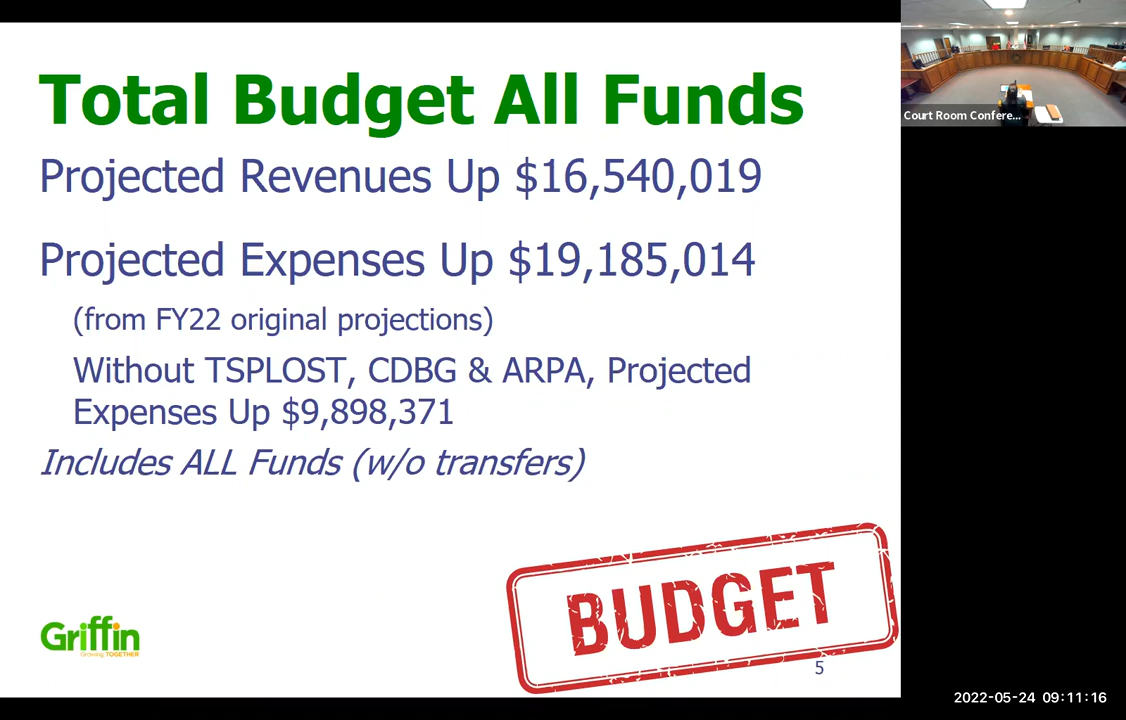 Total Budget All Funds
Projected Revenues Up $16,540,019
Projected Expenses Up $19,185,014
(from FY22 original projections)
Without TSPLOST, CDBG & ARPA, Projected
Expenses Up $9,898,371
Includes ALL Funds (w/o transfers)
BUDGET
Griffin
Growing TOGETHER
5
Court Room Confere...
2022-05-24 09:11:16